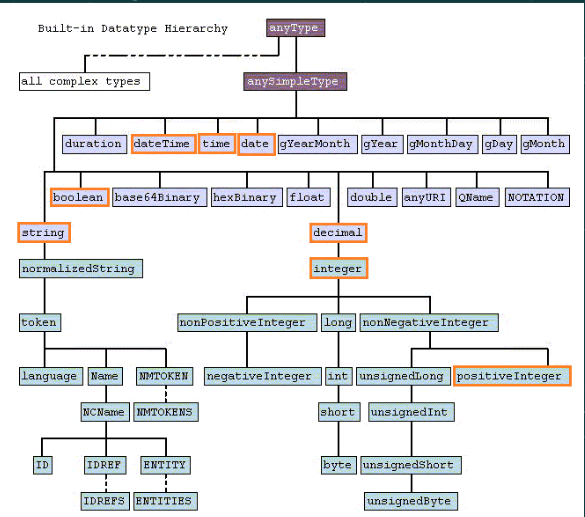 Built-in Datatype Hierarchy anyType
all complex types anySimpleType
duration dateTime time date gYearMonth gYear gMonthDay gDay gMonth
boolean base64Binary hexBinary float double anyURI QName NOTATION
string decimal
normalizedString integer
token nonPositiveInteger long nonNegativeInteger
language Name NMTOKEN negativeInteger int unsignedLong positiveInteger
NCName NMTOKENS short unsignedInt
ID IDREF ENTITY byte unsignedShort
IDREFS ENTITIES unsignedByte